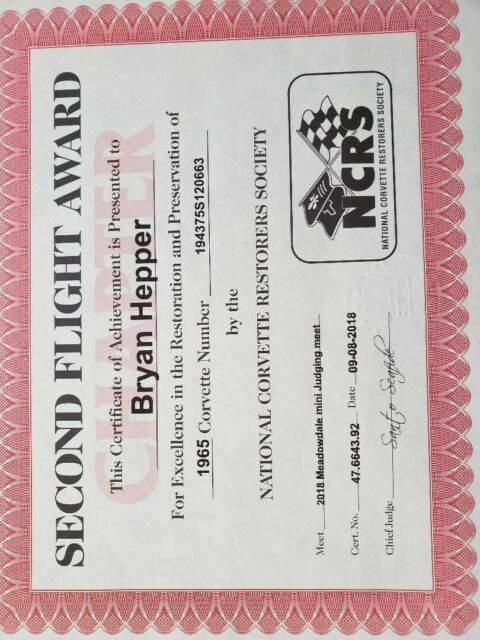 SECOND FLIGHT AWARD
CHAPTER
This Certificate of Achievement is Presented to
Bryan Hepper
For Excellence in the Restoration and Preservation of
1965 Corvette Number 194375S120663
by the
NATIONAL CORVETTE RESTORERS SOCIETY
Meet 2018 Meadowdale mini Judging meet
Cert. No. 47.6643.92 Date 09-08-2018
Chief Judge
NCRS
NATIONAL CORVETTE RESTORERS SOCIETY